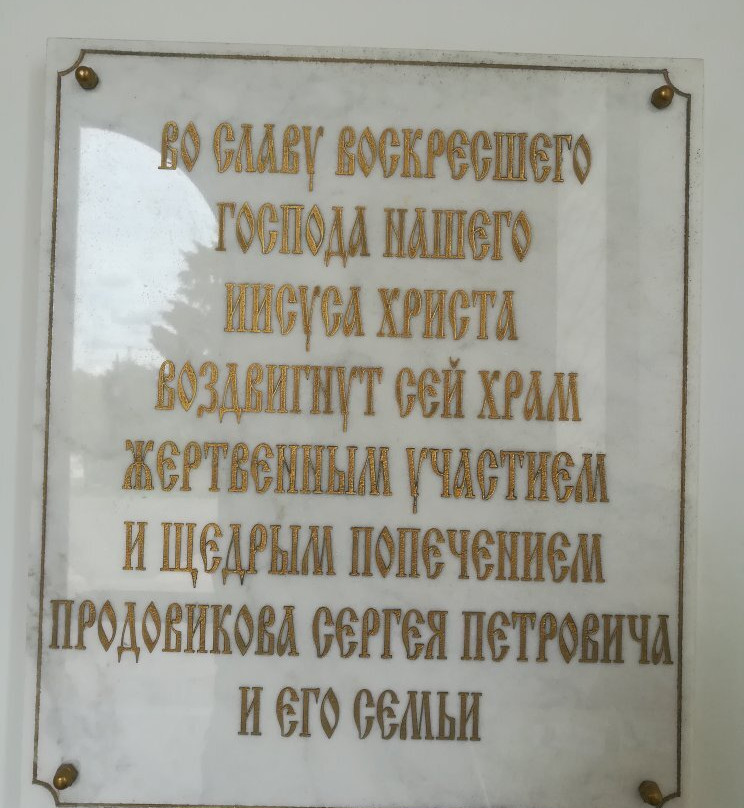 ВО СЛАВУ ВОСКРЕСШЕГО
ГОСПОДА НАШЕГО
ИИСУСА ХРИСТА
ВОЗДВИГНУТ СЕЙ ХРАМ
ЖЕРТВЕННЫМ УЧАСТИЕМ
И ЩЕДРЫМ ПОПЕЧЕНИЕМ
ПРОДОВИКОВА СЕРГЕЯ ПЕТРОВИЧА
И ЕГО СЕМЬИ